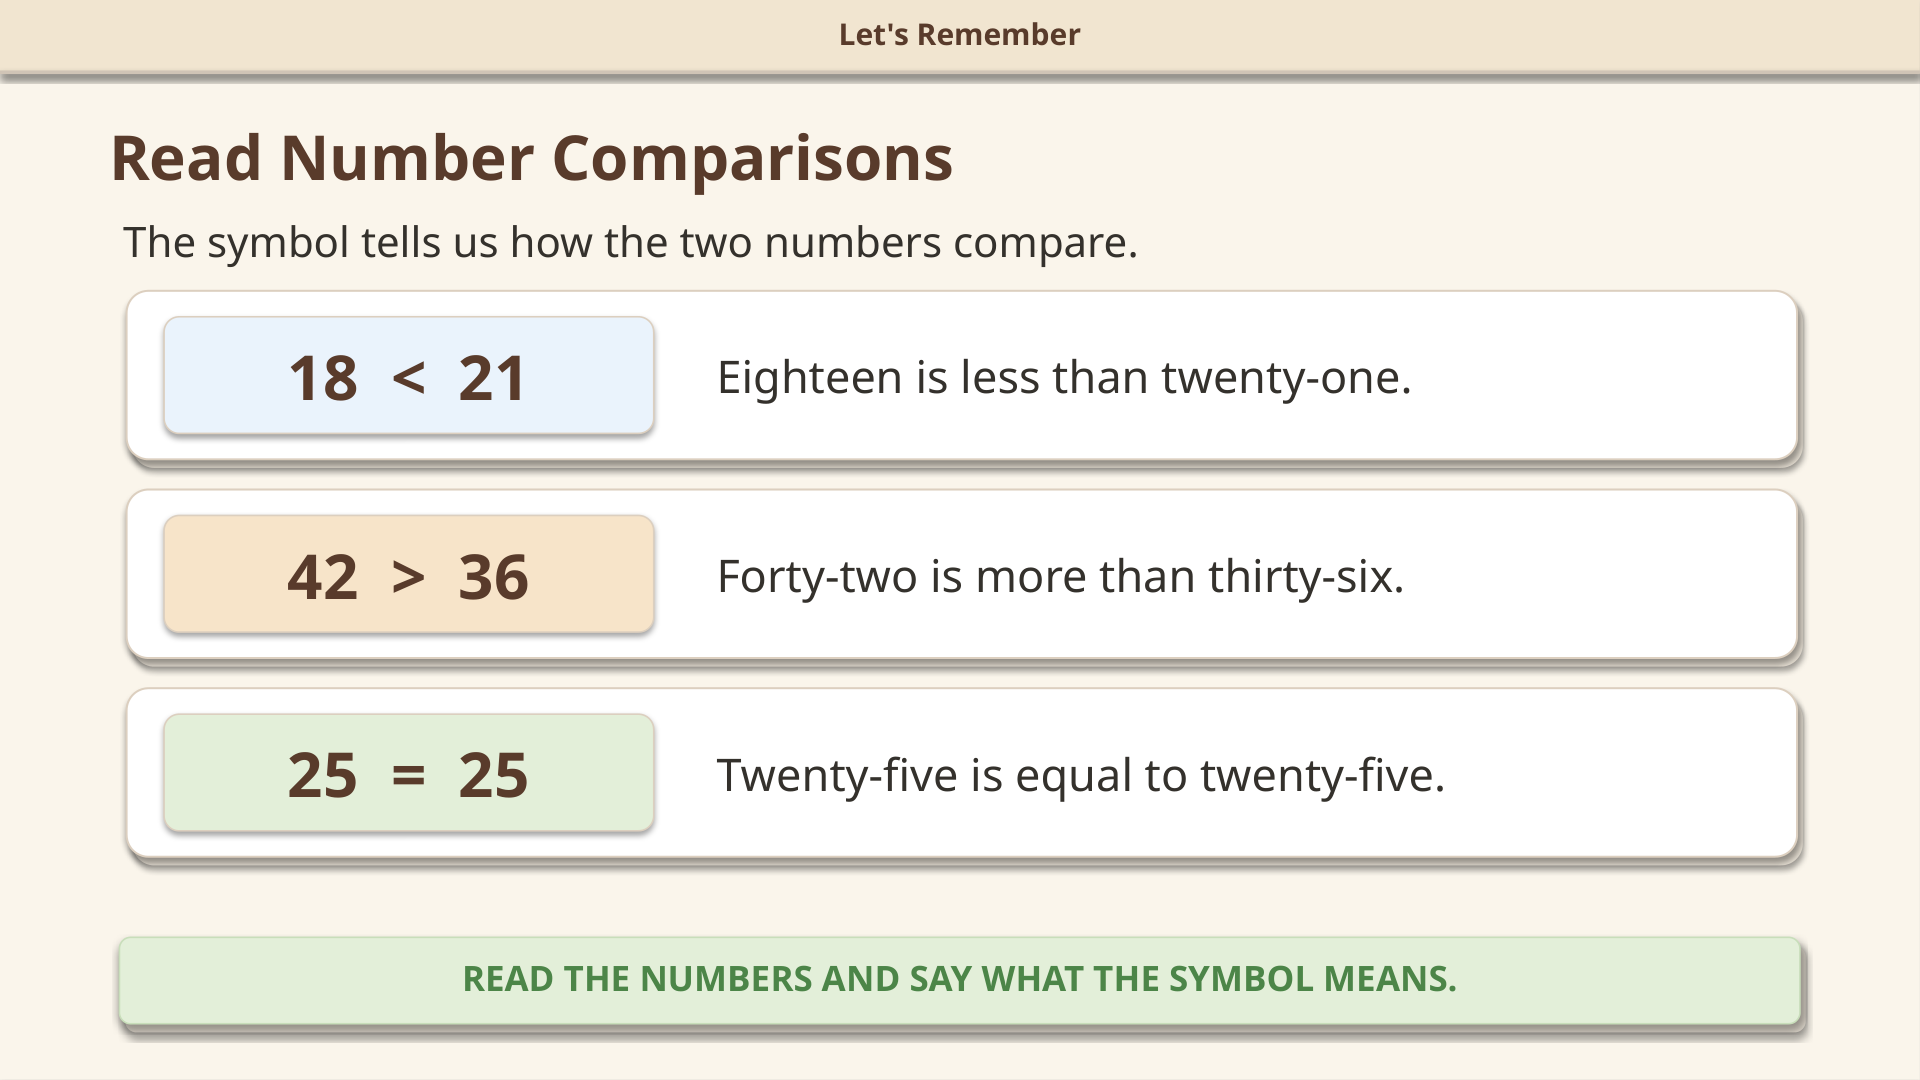 Let's Remember
Read Number Comparisons
The symbol tells us how the two numbers compare.
18 < 21
Eighteen is less than twenty-one.
42 > 36
Forty-two is more than thirty-six.
25 = 25
Twenty-five is equal to twenty-five.
READ THE NUMBERS AND SAY WHAT THE SYMBOL MEANS.